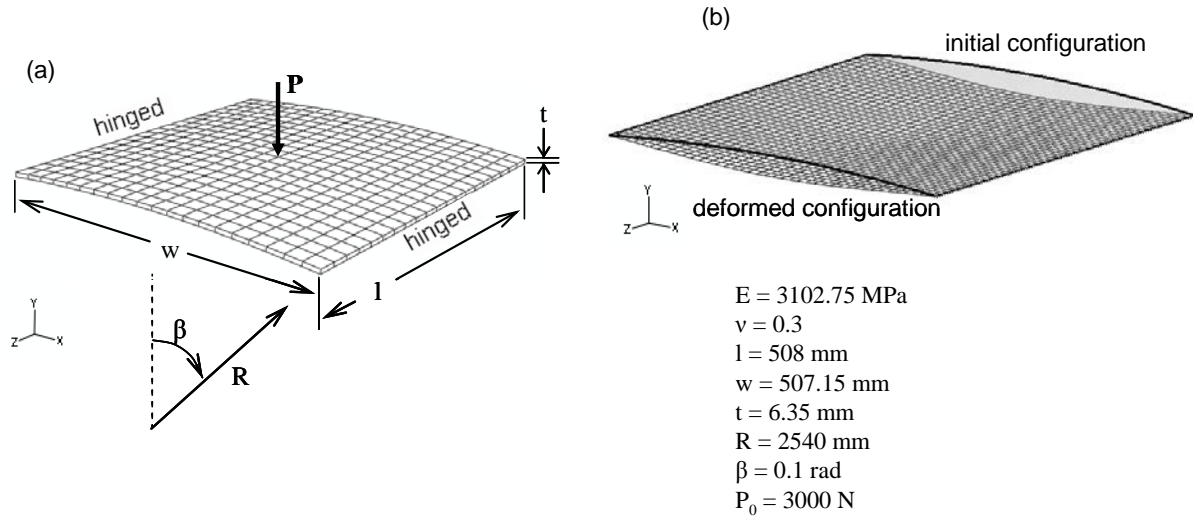 (a)
P
hinged
t
hinged
w
l
β
R
Y
Z
X
(b)
initial configuration
deformed configuration
Y
Z
X
E = 3102.75 MPa
ν = 0.3
l = 508 mm
w = 507.15 mm
t = 6.35 mm
R = 2540 mm
β = 0.1 rad
P₀ = 3000 N